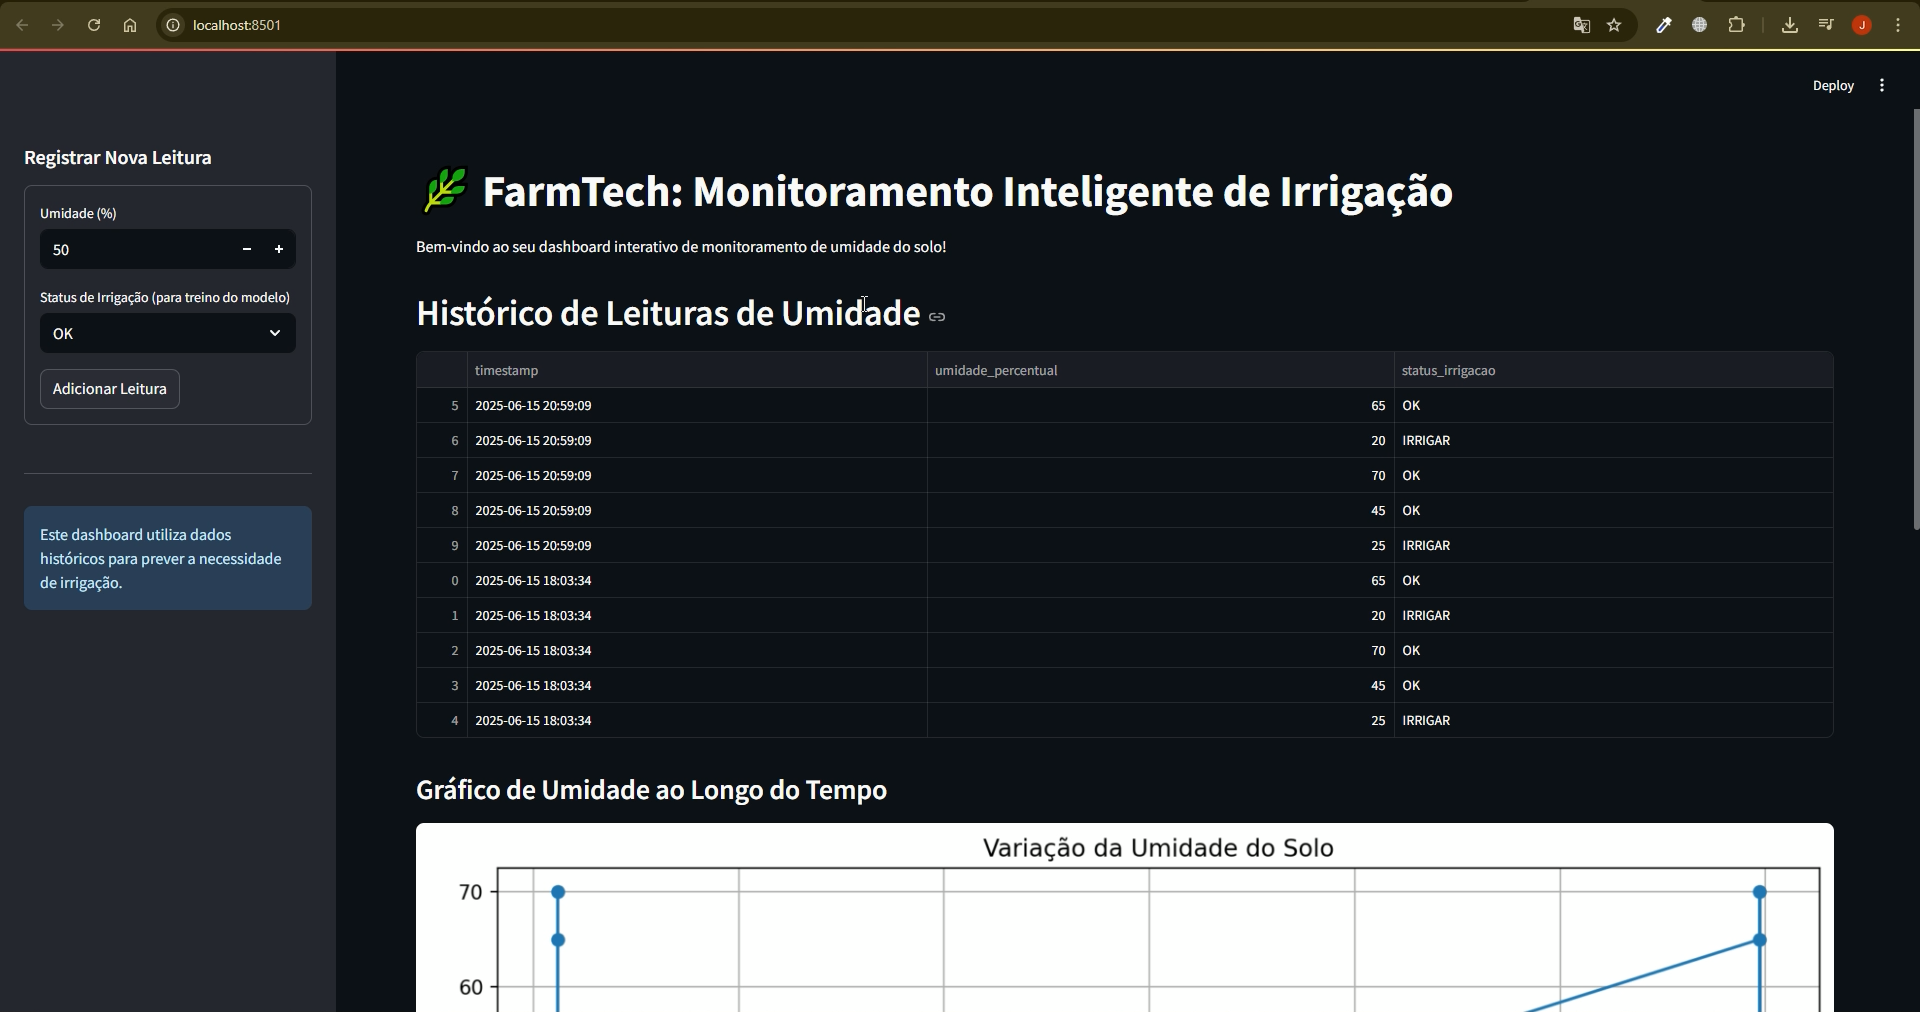 localhost:8501
J
Deploy
Registrar Nova Leitura
Umidade (%)
50
Status de Irrigação (para treino do modelo)
OK
Adicionar Leitura
Este dashboard utiliza dados
históricos para prever a necessidade
de irrigação.
FarmTech: Monitoramento Inteligente de Irrigação
Bem-vindo ao seu dashboard interativo de monitoramento de umidade do solo!
Histórico de Leituras de Umidade
timestamp umidade_percentual status_irrigacao
5 2025-06-15 20:59:09 65 OK
6 2025-06-15 20:59:09 20 IRRIGAR
7 2025-06-15 20:59:09 70 OK
8 2025-06-15 20:59:09 45 OK
9 2025-06-15 20:59:09 25 IRRIGAR
0 2025-06-15 18:03:34 65 OK
1 2025-06-15 18:03:34 20 IRRIGAR
2 2025-06-15 18:03:34 70 OK
3 2025-06-15 18:03:34 45 OK
4 2025-06-15 18:03:34 25 IRRIGAR
Gráfico de Umidade ao Longo do Tempo
Variação da Umidade do Solo
70
60